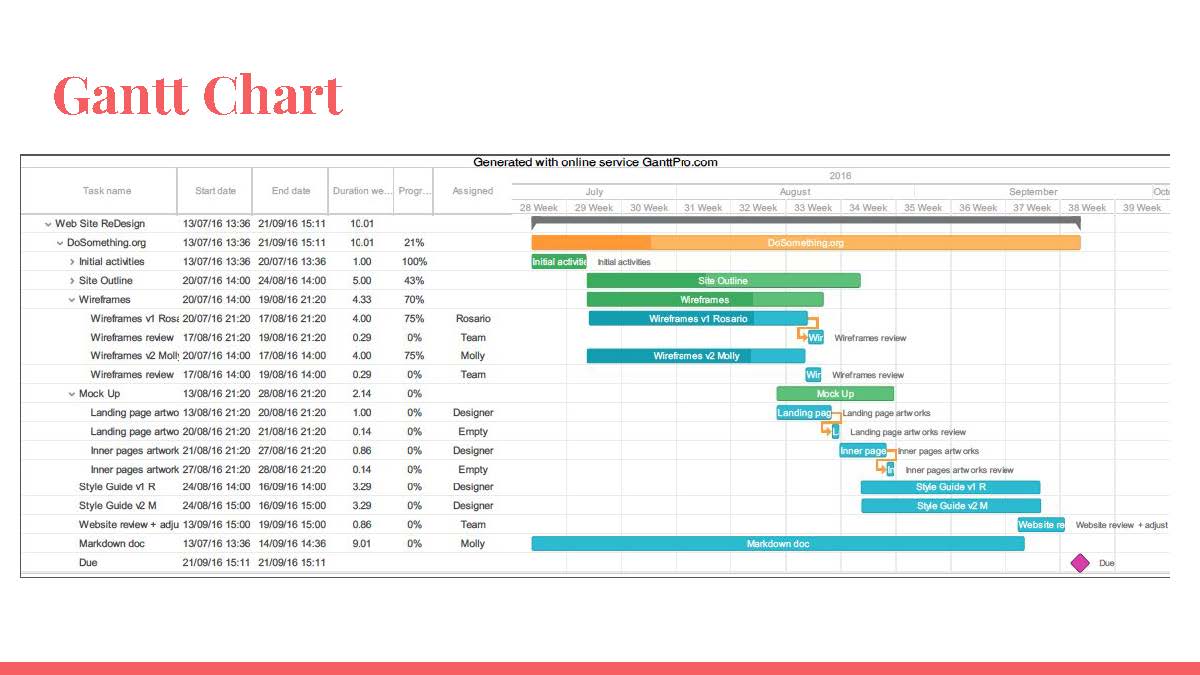 Gantt Chart
Generated with online service GanttPro.com
2016
Task name Start date End date Duration we... Progr... Assigned July August September Octo
28 Week 29 Week 30 Week 31 Week 32 Week 33 Week 34 Week 35 Week 36 Week 37 Week 38 Week 39 Week
Web Site ReDesign 13/07/16 13:36 21/09/16 15:11 10.01
DoSomething.org 13/07/16 13:36 21/09/16 15:11 10.01 21% DoSomething.org
Initial activities 13/07/16 13:36 20/07/16 13:36 1.00 100% Initial activitie Initial activities
Site Outline 20/07/16 14:00 24/08/16 14:00 5.00 43% Site Outline
Wireframes 20/07/16 14:00 19/08/16 21:20 4.33 70% Wireframes
Wireframes v1 Rosa 20/07/16 21:20 17/08/16 21:20 4.00 75% Rosario Wireframes v1 Rosario
Wireframes review 17/08/16 21:20 19/08/16 21:20 0.29 0% Team Wir Wireframes review
Wireframes v2 Molly 20/07/16 14:00 17/08/16 14:00 4.00 75% Molly Wireframes v2 Molly
Wireframes review 17/08/16 14:00 19/08/16 14:00 0.29 0% Team Wir Wireframes review
Mock Up 13/08/16 21:20 28/08/16 21:20 2.14 0% Mock Up
Landing page artwo 13/08/16 21:20 20/08/16 21:20 1.00 0% Designer Landing pag Landing page artworks
Landing page artwo 20/08/16 21:20 21/08/16 21:20 0.14 0% Empty L Landing page artworks review
Inner pages artwork 21/08/16 21:20 27/08/16 21:20 0.86 0% Designer Inner page Inner pages artworks
Inner pages artwork 27/08/16 21:20 28/08/16 21:20 0.14 0% Empty In Inner pages artworks review
Style Guide v1 R 24/08/16 14:00 16/09/16 14:00 3.29 0% Designer Style Guide v1 R
Style Guide v2 M 24/08/16 15:00 16/09/16 15:00 3.29 0% Designer Style Guide v2 M
Website review + adju 13/09/16 15:00 19/09/16 15:00 0.86 0% Team Website re Website review + adjust
Markdown doc 13/07/16 13:36 14/09/16 14:36 9.01 0% Molly Markdown doc
Due 21/09/16 15:11 21/09/16 15:11 Due